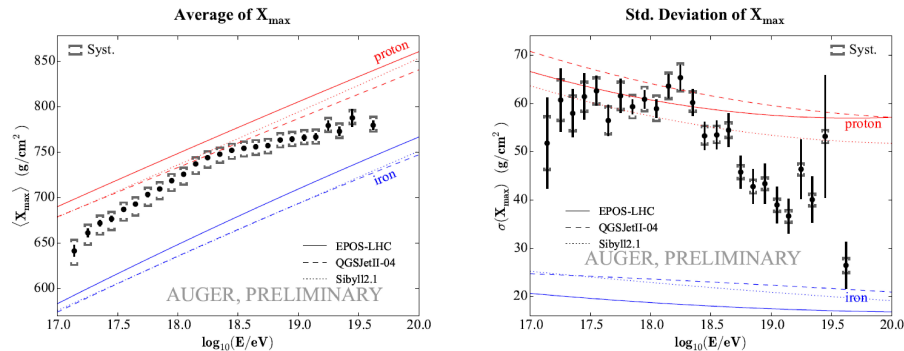 Average of Xmax
⟨Xmax⟩ (g/cm²)
850
800
750
700
650
600
Syst.
proton
iron
EPOS-LHC
QGSJetII-04
Sibyll2.1
AUGER, PRELIMINARY
17.0 17.5 18.0 18.5 19.0 19.5 20.0
log₁₀(E/eV)
Std. Deviation of Xmax
σ(Xmax) (g/cm²)
70
60
50
40
30
20
Syst.
proton
EPOS-LHC
QGSJetII-04
Sibyll2.1
AUGER, PRELIMINARY
iron
17.0 17.5 18.0 18.5 19.0 19.5 20.0
log₁₀(E/eV)